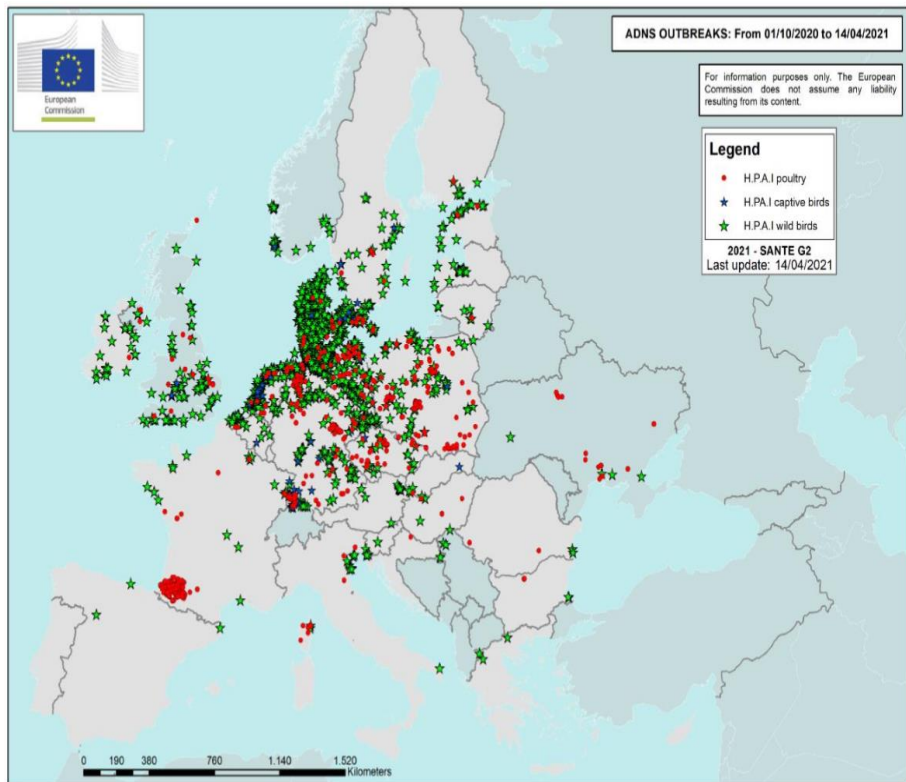 European
Commission
ADNS OUTBREAKS: From 01/10/2020 to 14/04/2021
For information purposes only. The European
Commission does not assume any liability
resulting from its content.
Legend
H.P.A.I poultry
H.PA.I captive birds
H.PA.I wild birds
2021 - SANTE G2
Last update: 14/04/2021
0 190 380 760 1.140 1.520
Kilometers